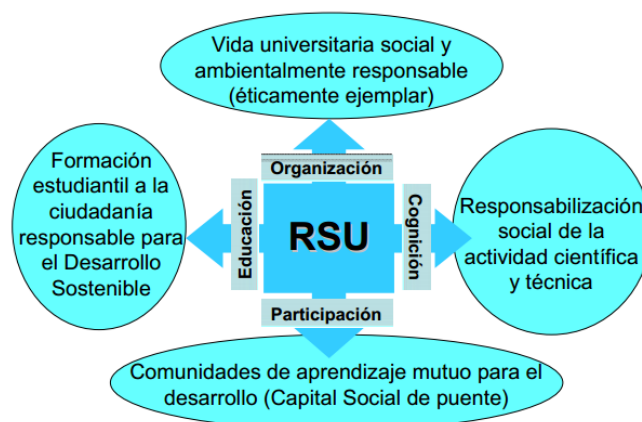 Vida universitaria social y
ambientalmente responsable
(éticamente ejemplar)
Organización
Formación
estudiantil a la
ciudadanía
responsable para
el Desarrollo
Sostenible
Educación
RSU
Cognición
Responsabilización
social de la
actividad científica
y técnica
Participación
Comunidades de aprendizaje mutuo para el
desarrollo (Capital Social de puente)